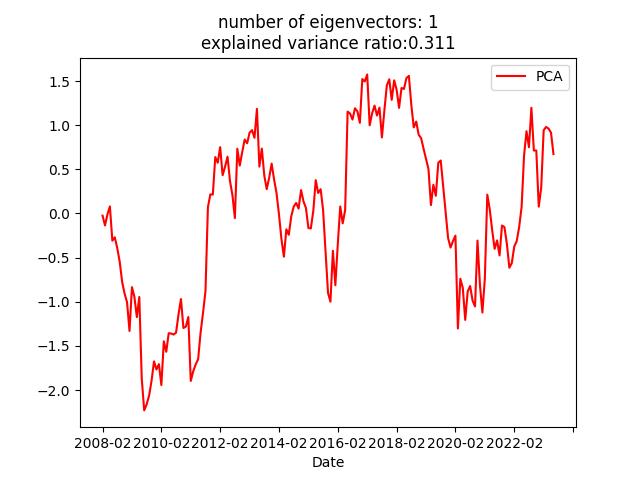 number of eigenvectors: 1
explained variance ratio:0.311
PCA
1.5
1.0
0.5
0.0
−0.5
−1.0
−1.5
−2.0
2008-02 2010-02 2012-02 2014-02 2016-02 2018-02 2020-02 2022-02
Date